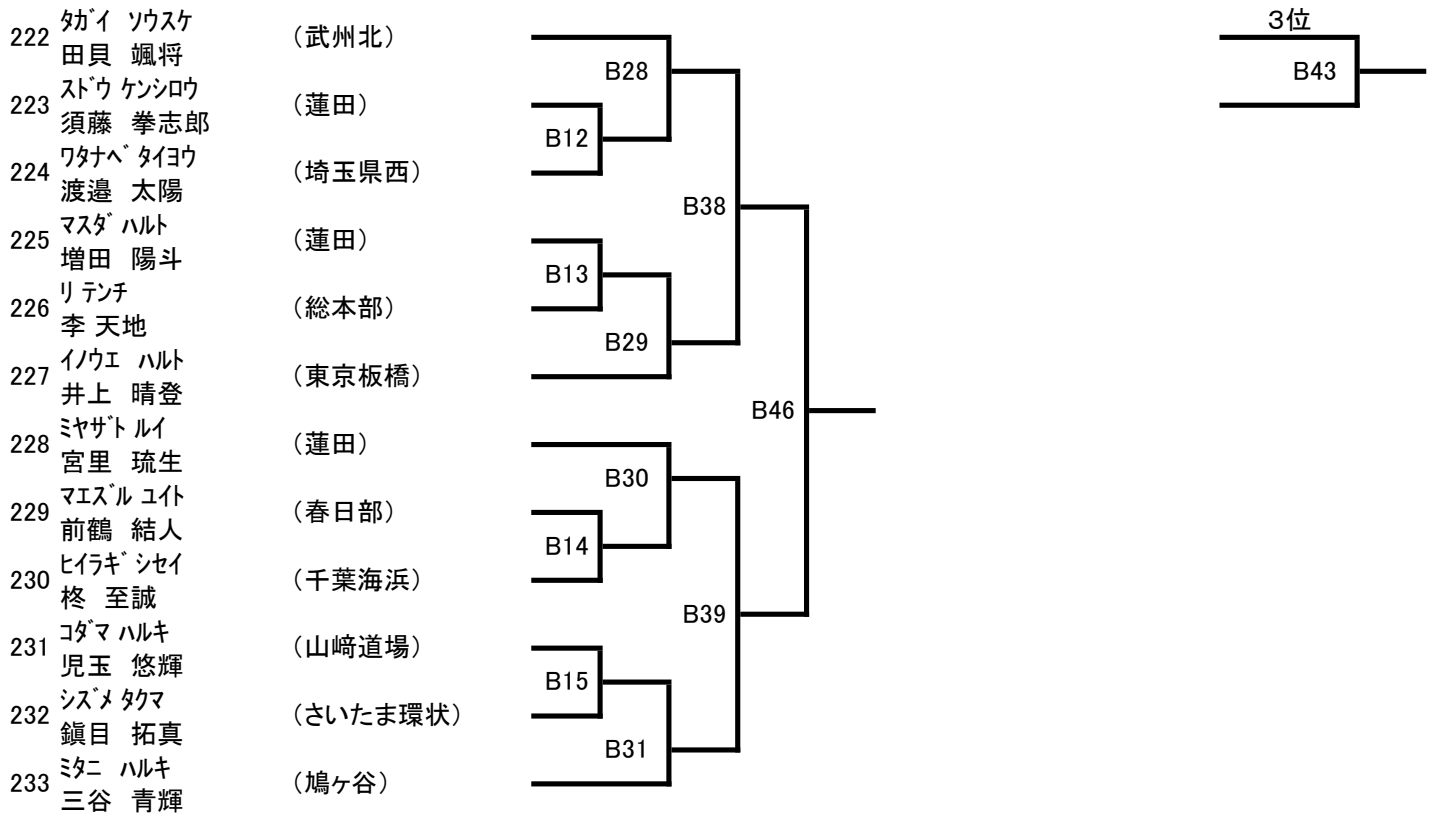 タガイ ソウスケ
222 田貝 颯将 （武州北）
スドウ ケンシロウ
223 須藤 拳志郎 （蓮田）
ワタナベ タイヨウ
224 渡邉 太陽 （埼玉県西）
マスダ ハルト
225 増田 陽斗 （蓮田）
リ テンチ
226 李 天地 （総本部）
イノウエ ハルト
227 井上 晴登 （東京板橋）
ミヤザト ルイ
228 宮里 琉生 （蓮田）
マエズル ユイト
229 前鶴 結人 （春日部）
ヒイラギ シセイ
230 柊 至誠 （千葉海浜）
コダマ ハルキ
231 児玉 悠輝 （山﨑道場）
シズメ タクマ
232 鎭目 拓真 （さいたま環状）
ミタニ ハルキ
233 三谷 青輝 （鳩ヶ谷）
B28
B12
B38
B13
B29
B46
B30
B14
B39
B15
B31
３位
B43